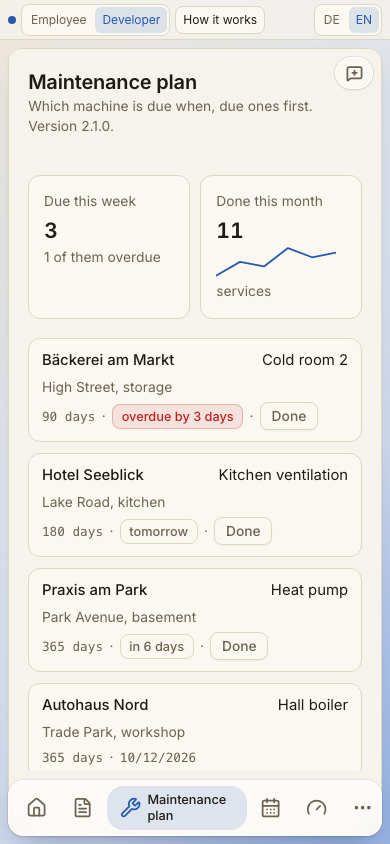 Employee Developer How it works DE EN
Maintenance plan
Which machine is due when, due ones first.
Version 2.1.0.
Due this week
3
1 of them overdue
Done this month
11
services
Bäckerei am Markt Cold room 2
High Street, storage
90 days · overdue by 3 days · Done
Hotel Seeblick Kitchen ventilation
Lake Road, kitchen
180 days · tomorrow · Done
Praxis am Park Heat pump
Park Avenue, basement
365 days · in 6 days · Done
Autohaus Nord Hall boiler
Trade Park, workshop
365 days · 10/12/2026
Maintenance
plan